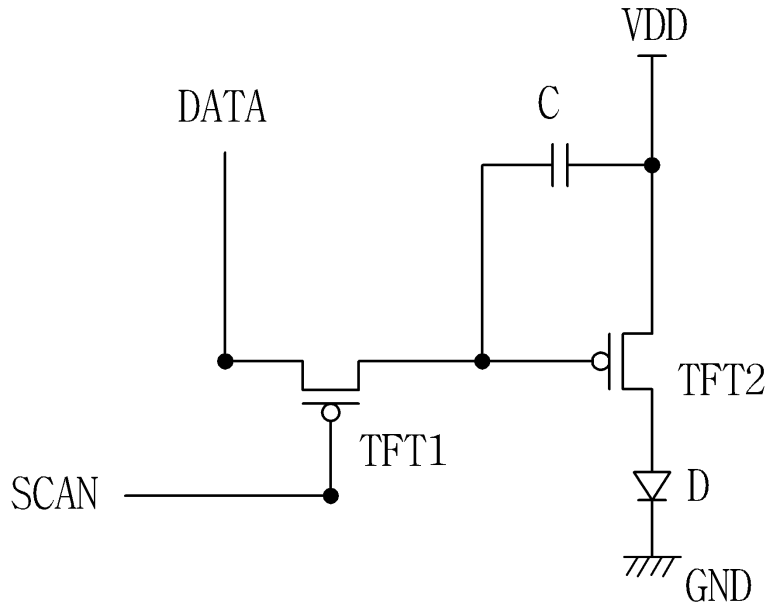 VDD
C
DATA
TFT2
TFT1
SCAN
D
GND